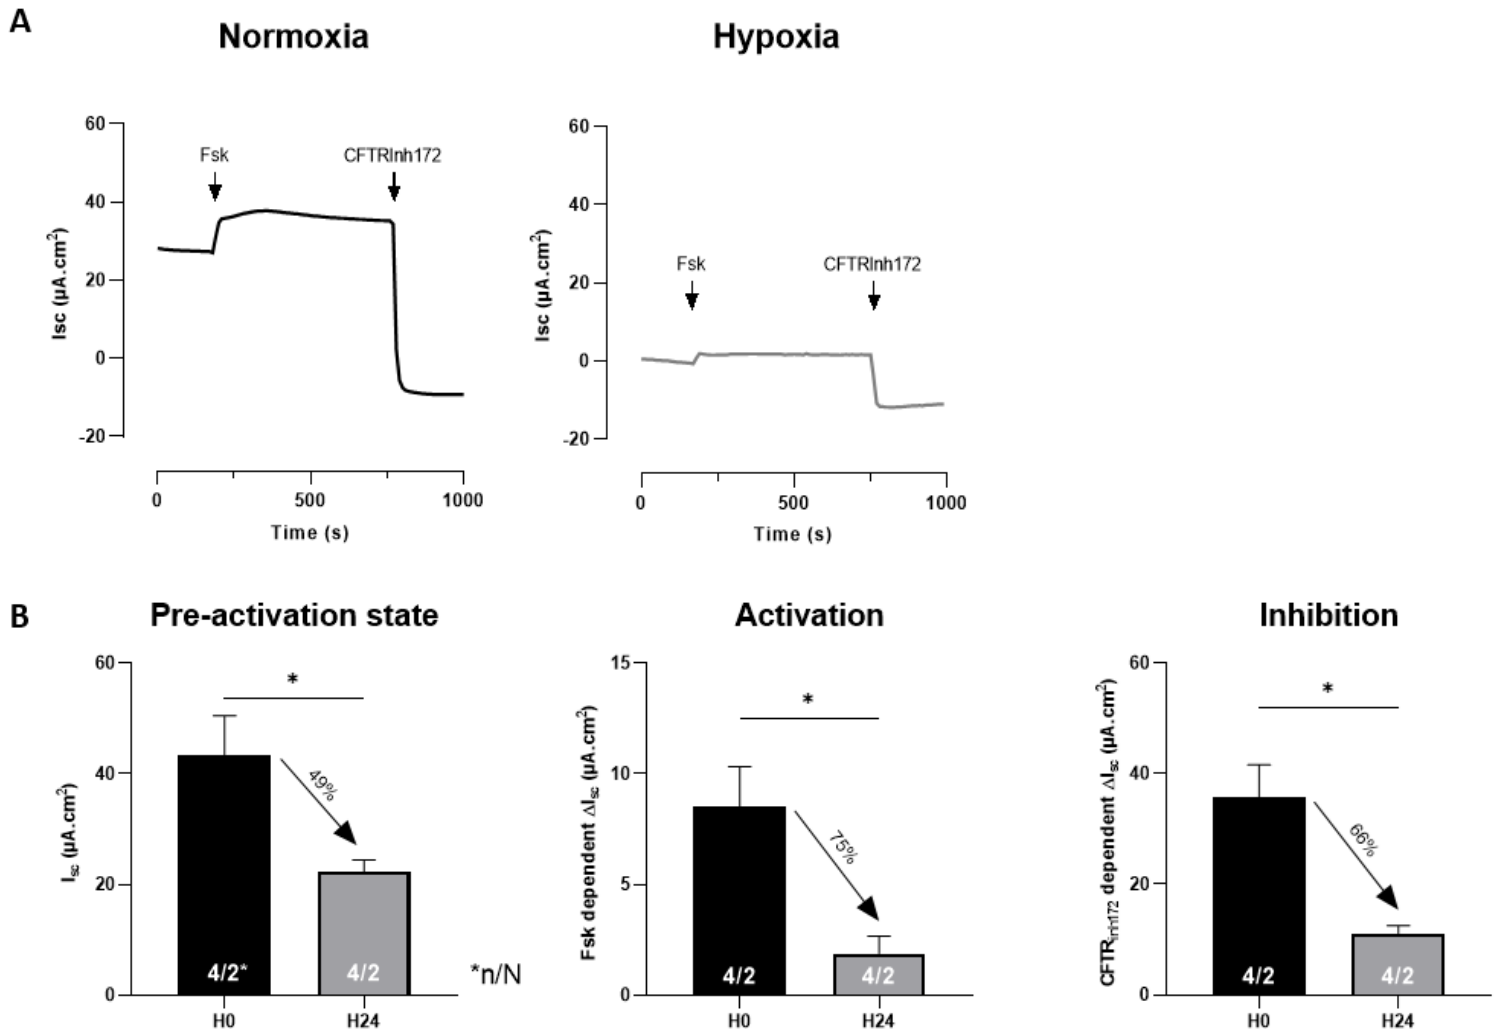 A
Normoxia
Hypoxia
60
40
20
0
-20
Isc (µA.cm²)
Fsk
CFTRInh172
0
500
1000
Time (s)
60
40
20
0
-20
Isc (µA.cm²)
Fsk
CFTRInh172
0
500
1000
Time (s)
B
Pre-activation state
60
40
20
0
Isc (µA.cm²)
*
49%
4/2*
4/2
*n/N
H0
H24
Activation
15
10
5
0
Fsk dependent ΔIsc (µA.cm²)
*
75%
4/2
4/2
H0
H24
Inhibition
60
40
20
0
CFTRinh172 dependent ΔIsc (µA.cm²)
*
66%
4/2
4/2
H0
H24